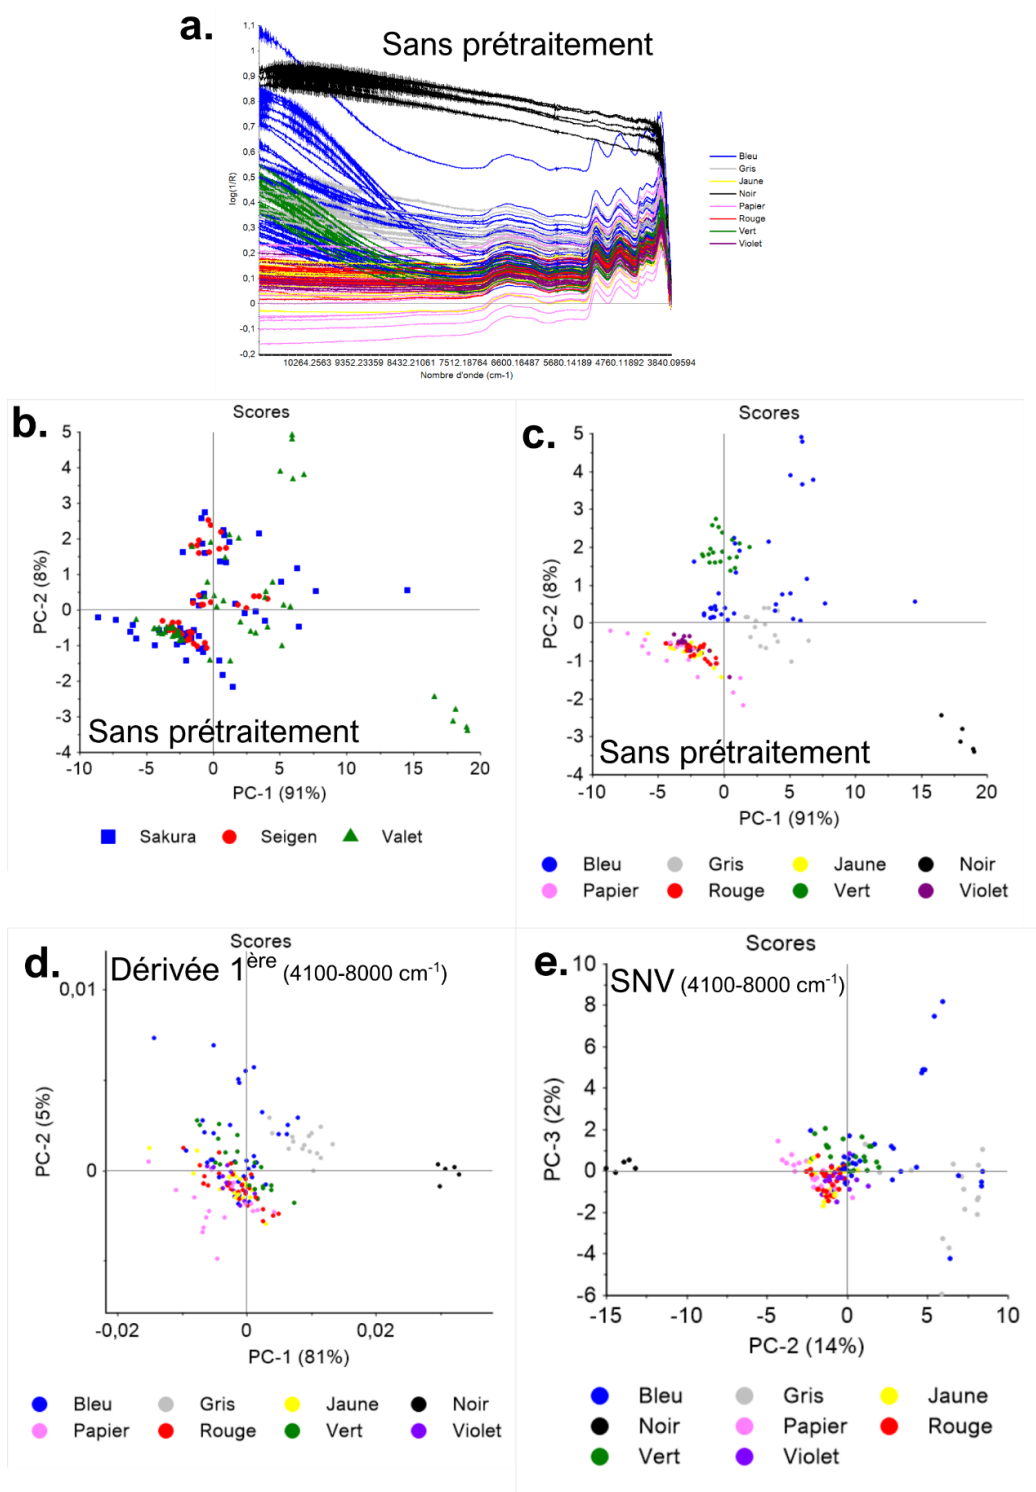 a.
Sans prétraitement
1,1
1
0,9
0,8
0,7
0,6
0,5
0,4
0,3
0,2
0,1
0
-0,1
-0,2
log(1/R)
10264.2563 9352.23359 8432.21061 7512.18764 6600.16487 5680.14189 4760.11892 3840.09594
Nombre d'onde (cm-1)
Bleu
Gris
Jaune
Noir
Papier
Rouge
Vert
Violet
b.
Scores
5
4
3
2
1
0
-1
-2
-3
-4
PC-2 (8%)
Sans prétraitement
-10 -5 0 5 10 15 20
PC-1 (91%)
Sakura Seigen Valet
c.
Scores
5
4
3
2
1
0
-1
-2
-3
-4
PC-2 (8%)
Sans prétraitement
-10 -5 0 5 10 15 20
PC-1 (91%)
Bleu Gris Jaune Noir
Papier Rouge Vert Violet
d.
Scores
Dérivée 1ère (4100-8000 cm-1)
0,01
0
PC-2 (5%)
-0,02 0 0,02
PC-1 (81%)
Bleu Gris Jaune Noir
Papier Rouge Vert Violet
e.
Scores
SNV (4100-8000 cm-1)
10
8
6
4
2
0
-2
-4
-6
PC-3 (2%)
-15 -10 -5 0 5 10
PC-2 (14%)
Bleu Gris Jaune
Noir Papier Rouge
Vert Violet